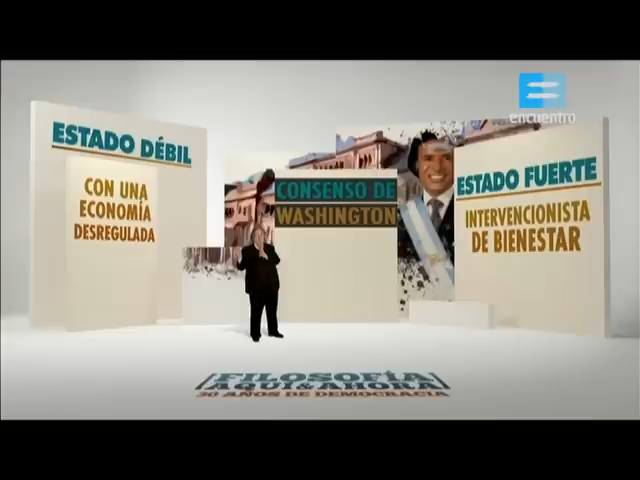 encuentro
ESTADO DÉBIL
CON UNA
ECONOMÍA
DESREGULADA
CONSENSO DE
WASHINGTON
ESTADO FUERTE
INTERVENCIONISTA
DE BIENESTAR
FILOSOFÍA
AQUÍ&AHORA
30 AÑOS DE DEMOCRACIA